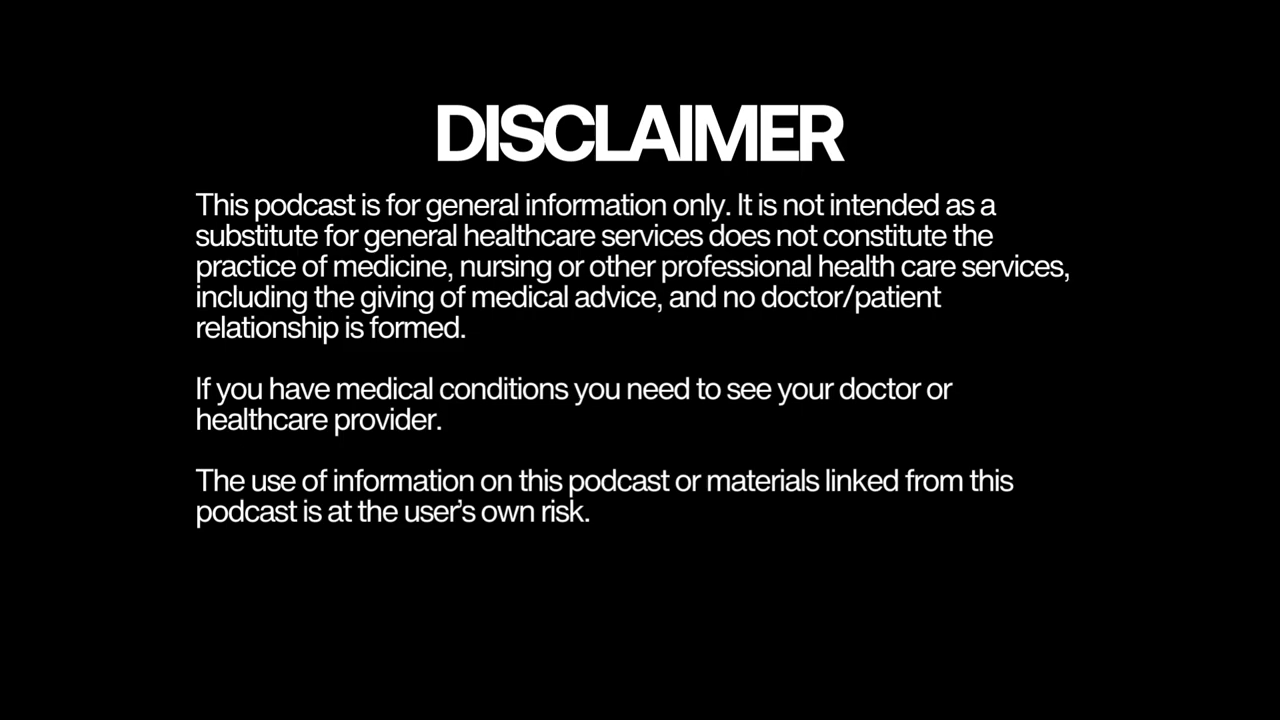 DISCLAIMER
This podcast is for general information only. It is not intended as a
substitute for general healthcare services does not constitute the
practice of medicine, nursing or other professional health care services,
including the giving of medical advice, and no doctor/patient
relationship is formed.
If you have medical conditions you need to see your doctor or
healthcare provider.
The use of information on this podcast or materials linked from this
podcast is at the user’s own risk.